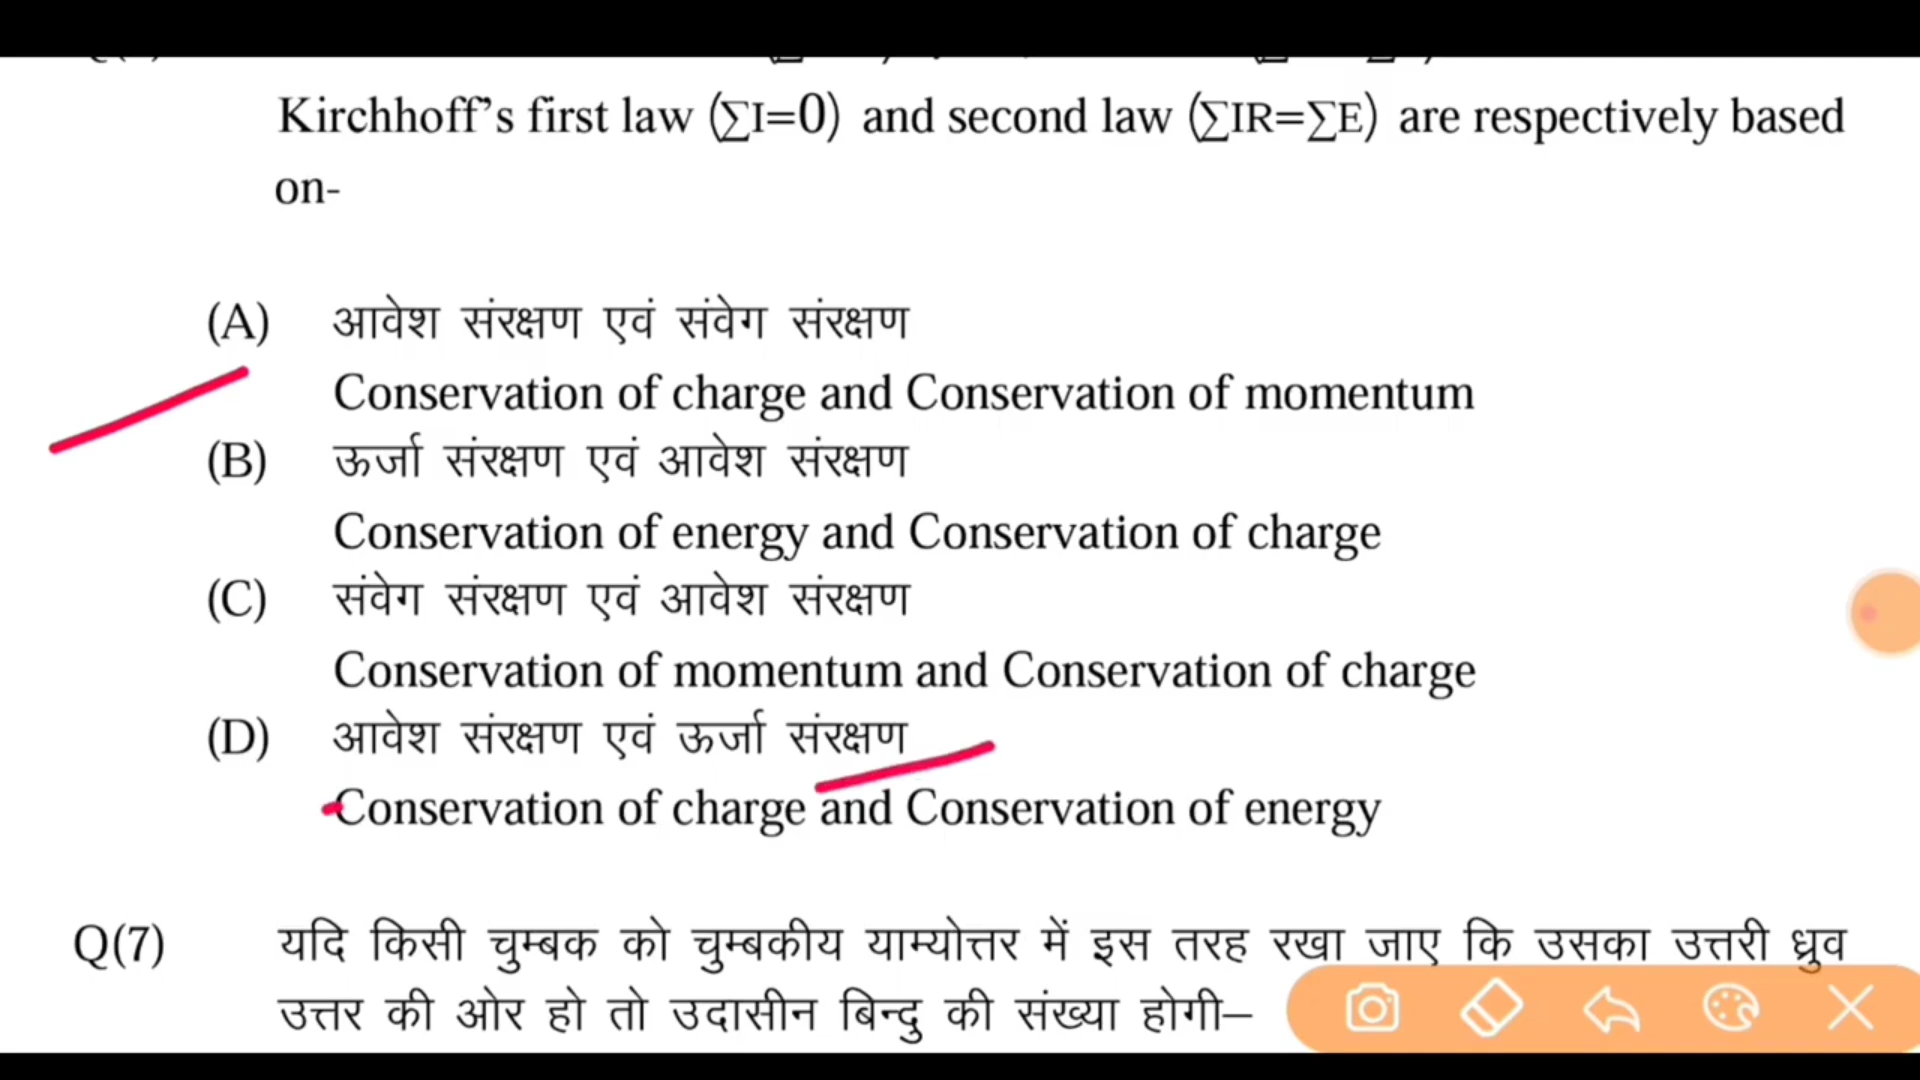 Kirchhoff's first law (∑I=0) and second law (∑IR=∑E) are respectively based
on-
(A) आवेश संरक्षण एवं संवेग संरक्षण
Conservation of charge and Conservation of momentum
(B) ऊर्जा संरक्षण एवं आवेश संरक्षण
Conservation of energy and Conservation of charge
(C) संवेग संरक्षण एवं आवेश संरक्षण
Conservation of momentum and Conservation of charge
(D) आवेश संरक्षण एवं ऊर्जा संरक्षण
Conservation of charge and Conservation of energy
Q(7) यदि किसी चुम्बक को चुम्बकीय याम्योत्तर में इस तरह रखा जाए कि उसका उत्तरी ध्रुव
उत्तर की ओर हो तो उदासीन बिन्दु की संख्या होगी–